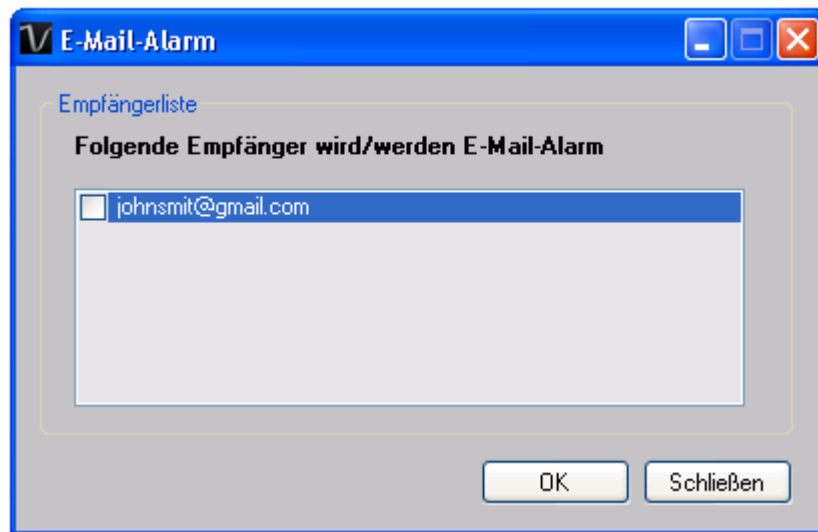 E-Mail-Alarm
Empfängerliste
Folgende Empfänger wird/werden E-Mail-Alarm
johnsmit@gmail.com
OK
Schließen